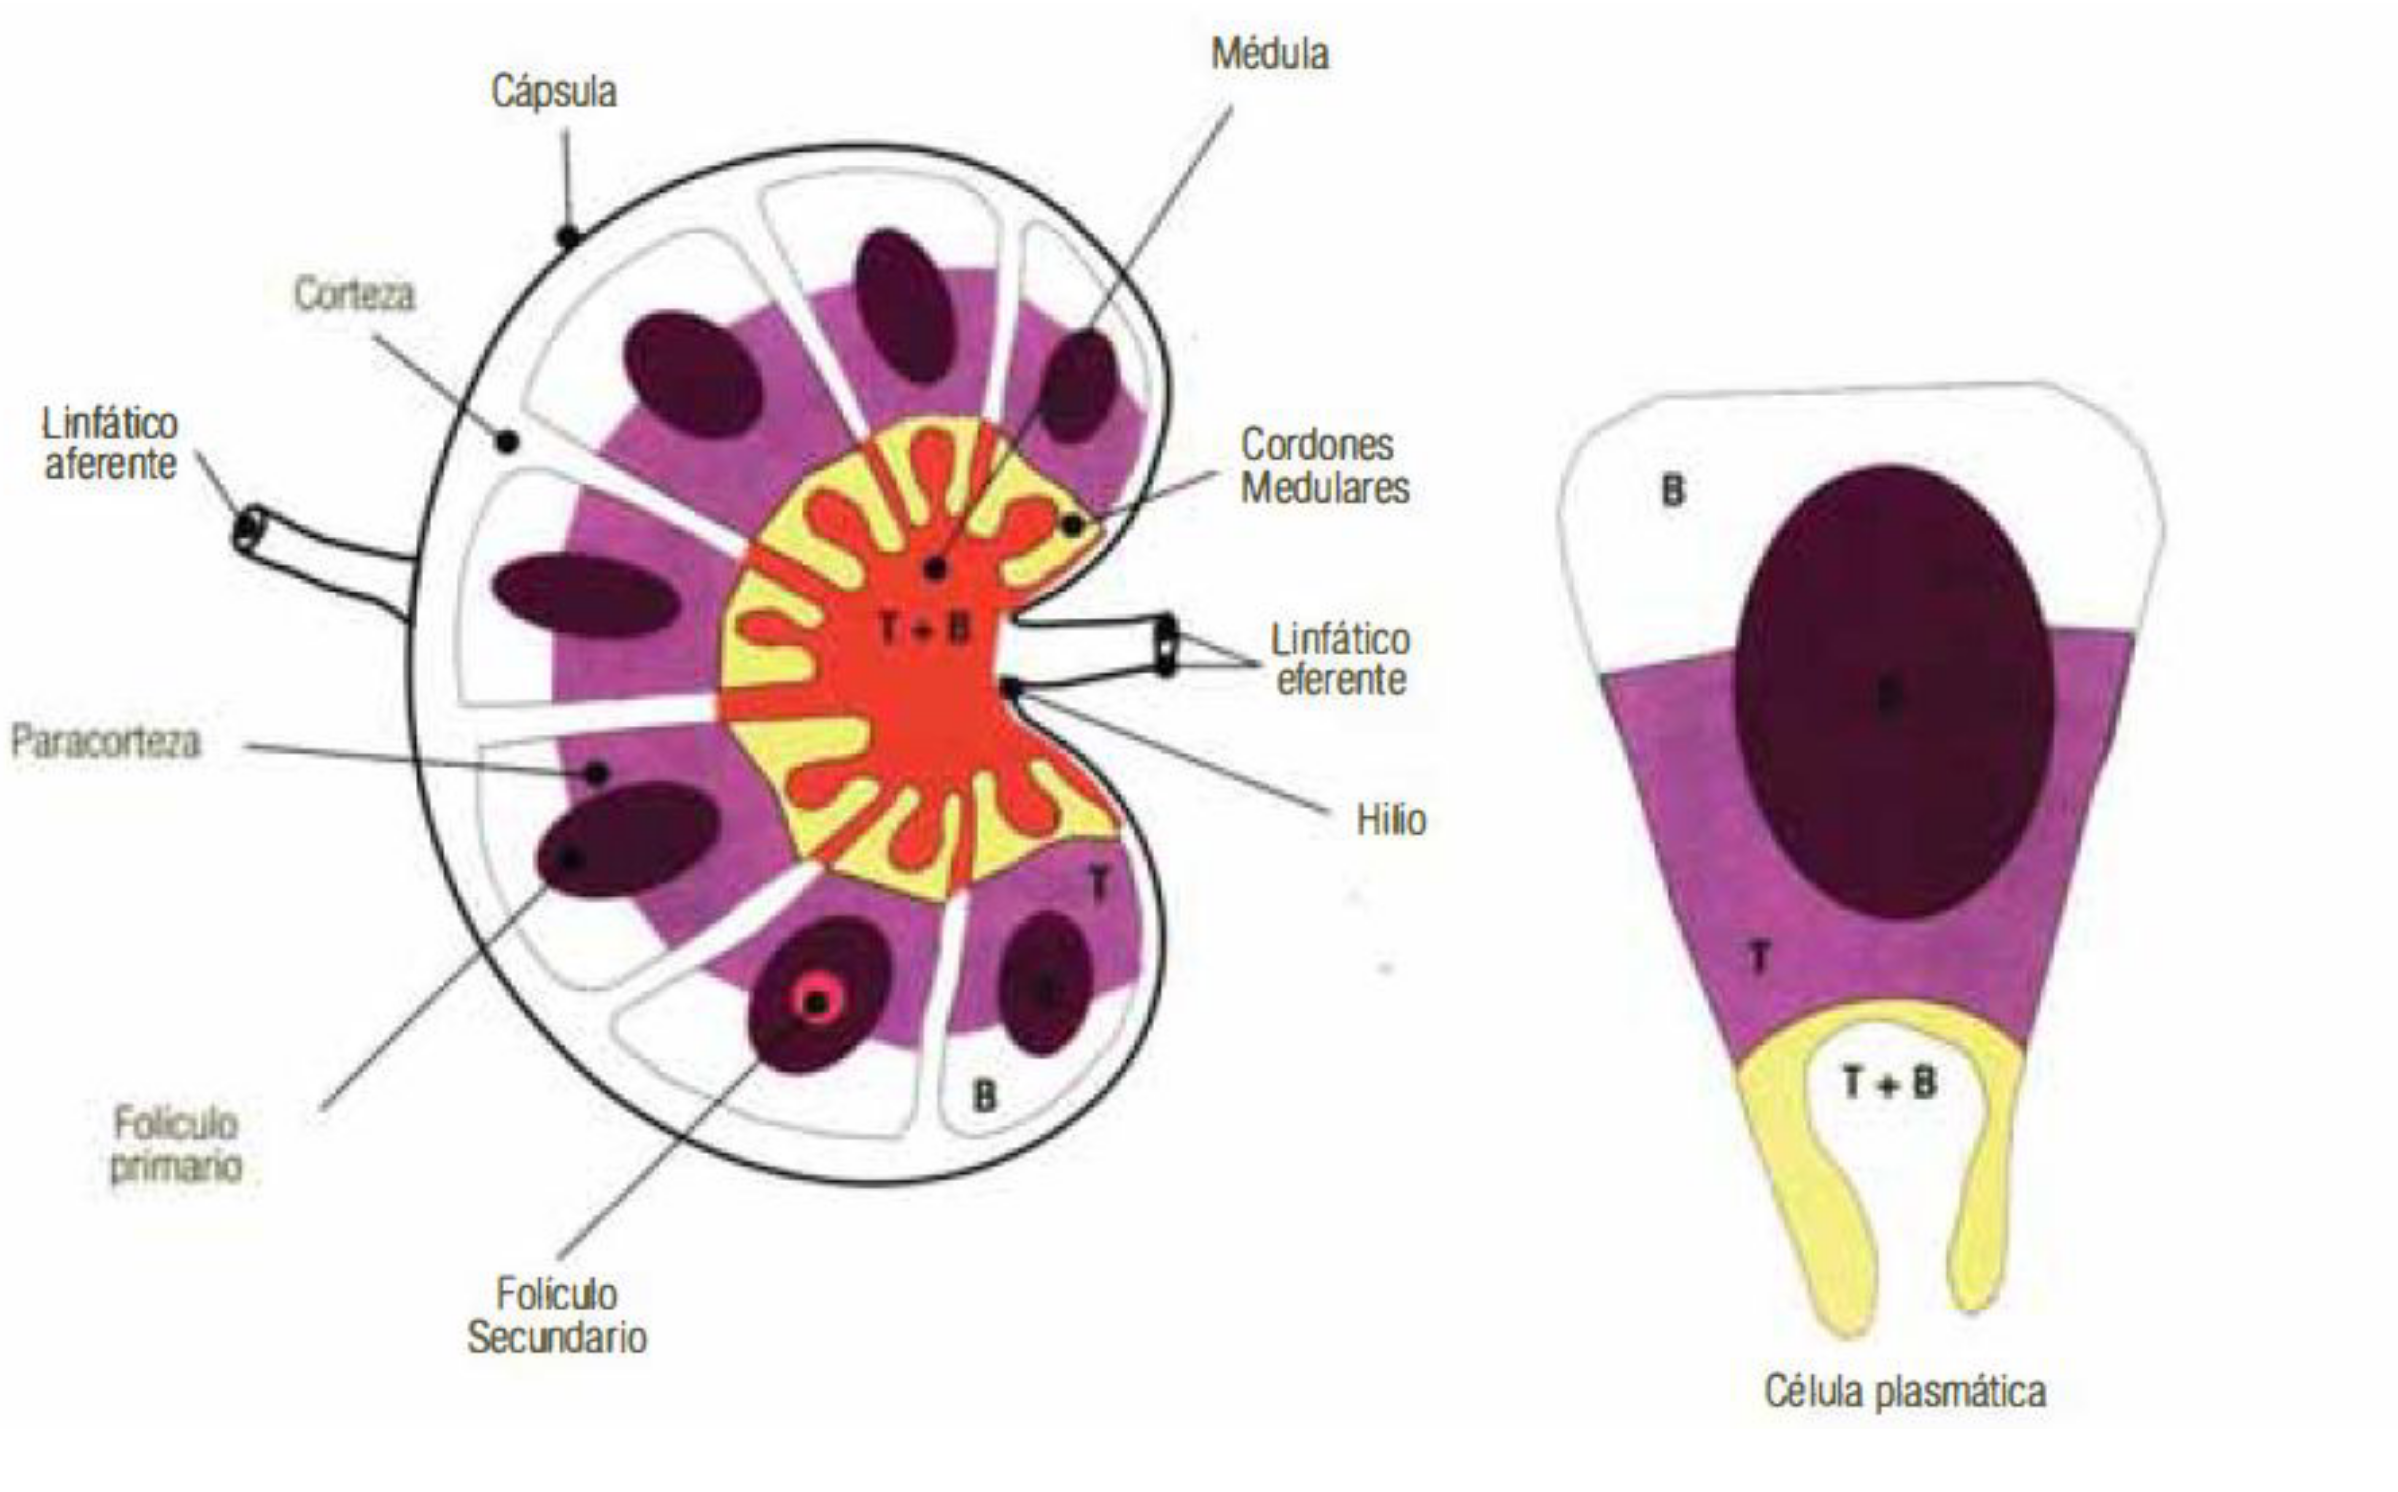 Médula
Cápsula
Corteza
Linfático
aferente
Cordones
Medulares
T + B
Linfático
eferente
Paracorteza
Hilio
T
B
Folículo
primario
Folículo
Secundario
B
T
T + B
Célula plasmática